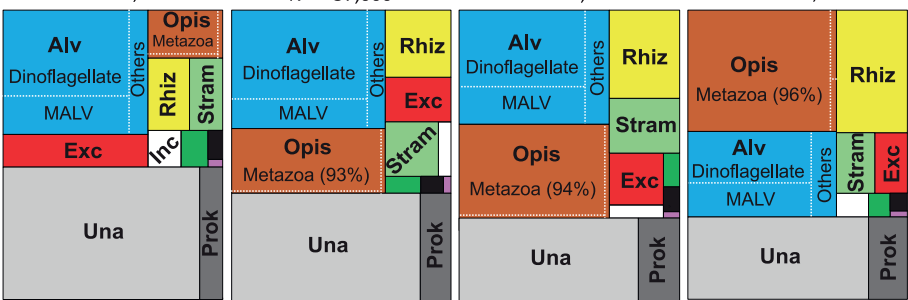 Alv
Dinoflagellate
MALV
Others
Opis
Metazoa
Rhiz
Stram
Exc
Inc
Una
Prok
Alv
Dinoflagellate
MALV
Others
Rhiz
Exc
Opis
Metazoa (93%)
Stram
Una
Prok
Alv
Dinoflagellate
MALV
Others
Rhiz
Stram
Opis
Metazoa (94%)
Exc
Una
Prok
Opis
Metazoa (96%)
Rhiz
Alv
Dinoflagellate
MALV
Others
Stram
Exc
Una
Prok